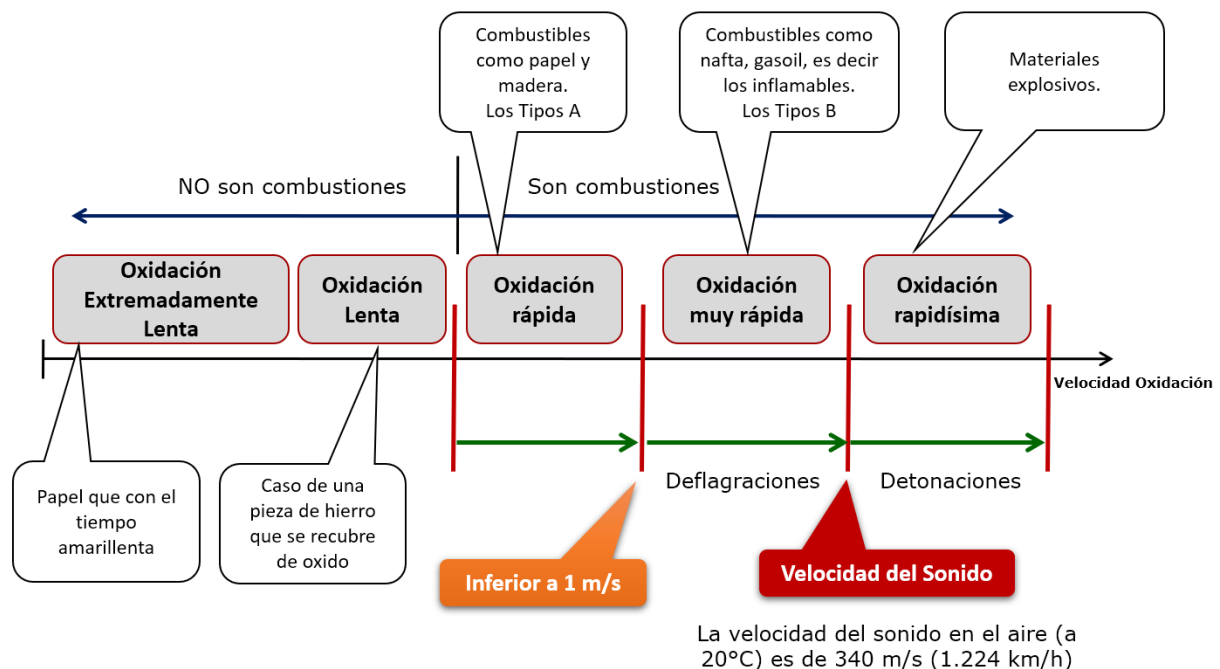 Combustibles
como papel y
madera.
Los Tipos A
Combustibles como
nafta, gasoil, es decir
los inflamables.
Los Tipos B
Materiales
explosivos.
NO son combustiones
Son combustiones
Oxidación
Extremadamente
Lenta
Oxidación
Lenta
Oxidación
rápida
Oxidación
muy rápida
Oxidación
rapidísima
Velocidad Oxidación
Papel que con el
tiempo
amarillenta
Caso de una
pieza de hierro
que se recubre
de oxido
Deflagraciones
Detonaciones
Inferior a 1 m/s
Velocidad del Sonido
La velocidad del sonido en el aire (a
20°C) es de 340 m/s (1.224 km/h)